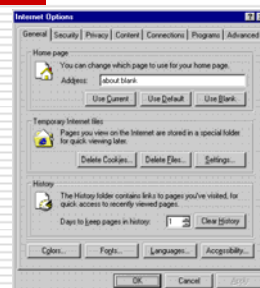 Internet Options
General Security Privacy Content Connections Programs Advanced
Home page
You can change which page to use for your home page.
Address: about:blank
Use Current Use Default Use Blank
Temporary Internet files
Pages you view on the Internet are stored in a special folder
for quick viewing later.
Delete Cookies... Delete Files... Settings...
History
The History folder contains links to pages you've visited, for
quick access to recently viewed pages.
Days to keep pages in history: 1 Clear History
Colors... Fonts... Languages... Accessibility...
OK Cancel Apply